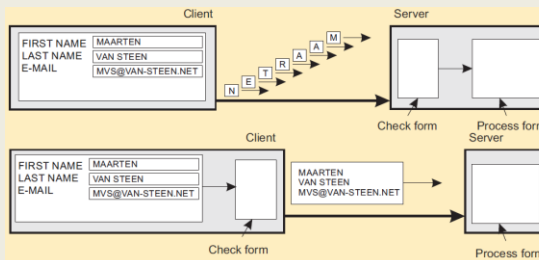 Client
Server
FIRST NAME MAARTEN
LAST NAME VAN STEEN
E-MAIL MVS@VAN-STEEN.NET
N E T R A A M
Check form
Process form
Client
Server
FIRST NAME MAARTEN
LAST NAME VAN STEEN
E-MAIL MVS@VAN-STEEN.NET
MAARTEN
VAN STEEN
MVS@VAN-STEEN.NET
Check form
Process form